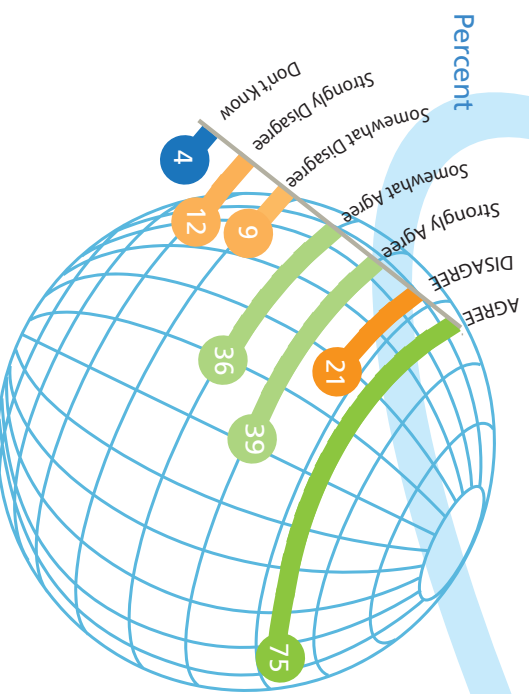 Percent
AGREE
75
DISAGREE
21
Strongly Agree
39
Somewhat Agree
36
Somewhat Disagree
9
Strongly Disagree
12
Don't Know
4